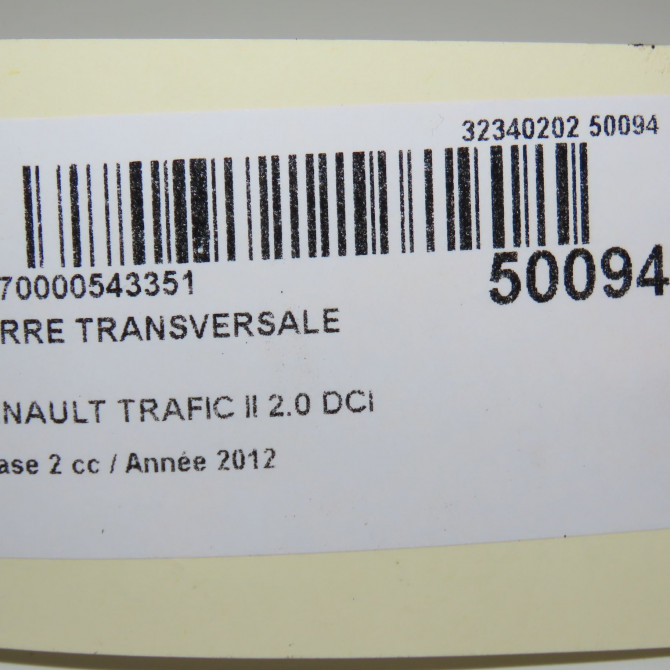 32340202 50094
70000543351
50094
RRE TRANSVERSALE
NAULT TRAFIC II 2.0 DCI
ase 2 cc / Année 2012